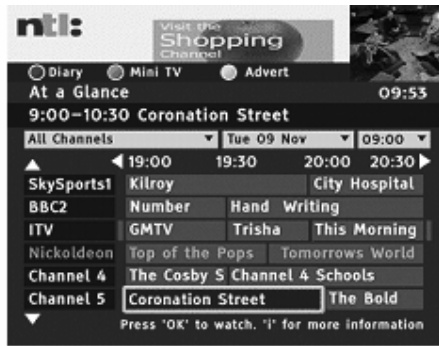 ntl:
Visit the
Shopping
Channel
Diary Mini TV Advert
At a Glance 09:53
9:00-10:30 Coronation Street
All Channels Tue 09 Nov 09:00
19:00 19:30 20:00 20:30
SkySports1 Kilroy City Hospital
BBC2 Number Hand Writing
ITV GMTV Trisha This Morning
Nickoldeon Top of the Pops Tomorrows World
Channel 4 The Cosby S Channel 4 Schools
Channel 5 Coronation Street The Bold
Press 'OK' to watch. 'i' for more information